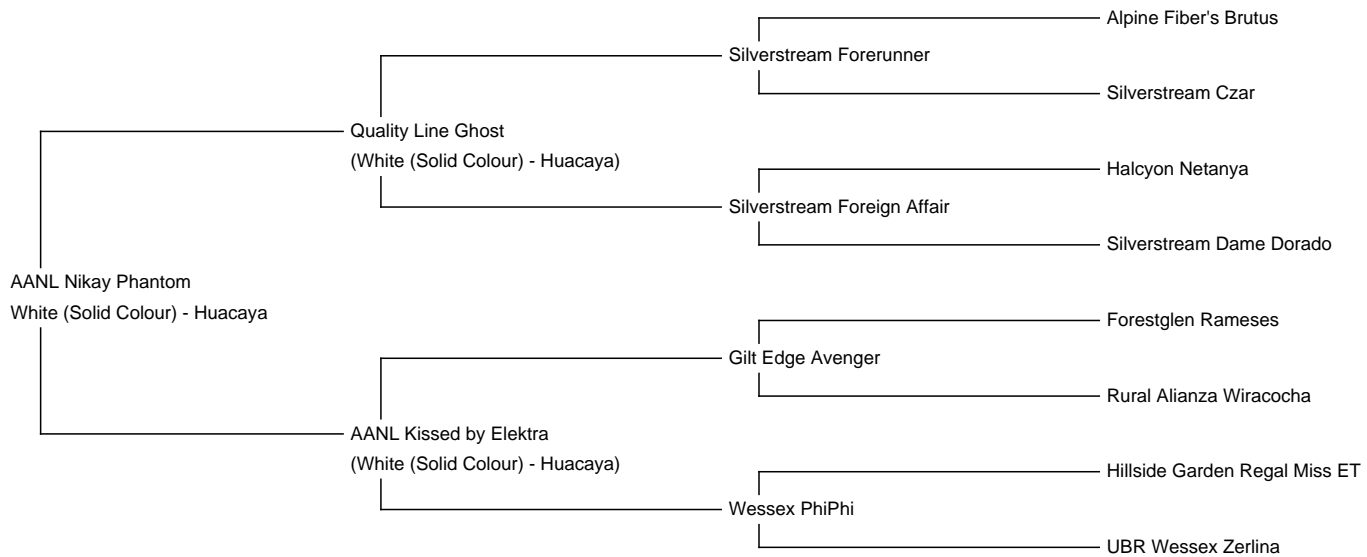 Alpine Fiber's Brutus
Silverstream Forerunner
Silverstream Czar
Quality Line Ghost
(White (Solid Colour) - Huacaya)
Halcyon Netanya
Silverstream Foreign Affair
Silverstream Dame Dorado
AANL Nikay Phantom
White (Solid Colour) - Huacaya
Forestglen Rameses
Gilt Edge Avenger
Rural Alianza Wiracocha
AANL Kissed by Elektra
(White (Solid Colour) - Huacaya)
Hillside Garden Regal Miss ET
Wessex PhiPhi
UBR Wessex Zerlina